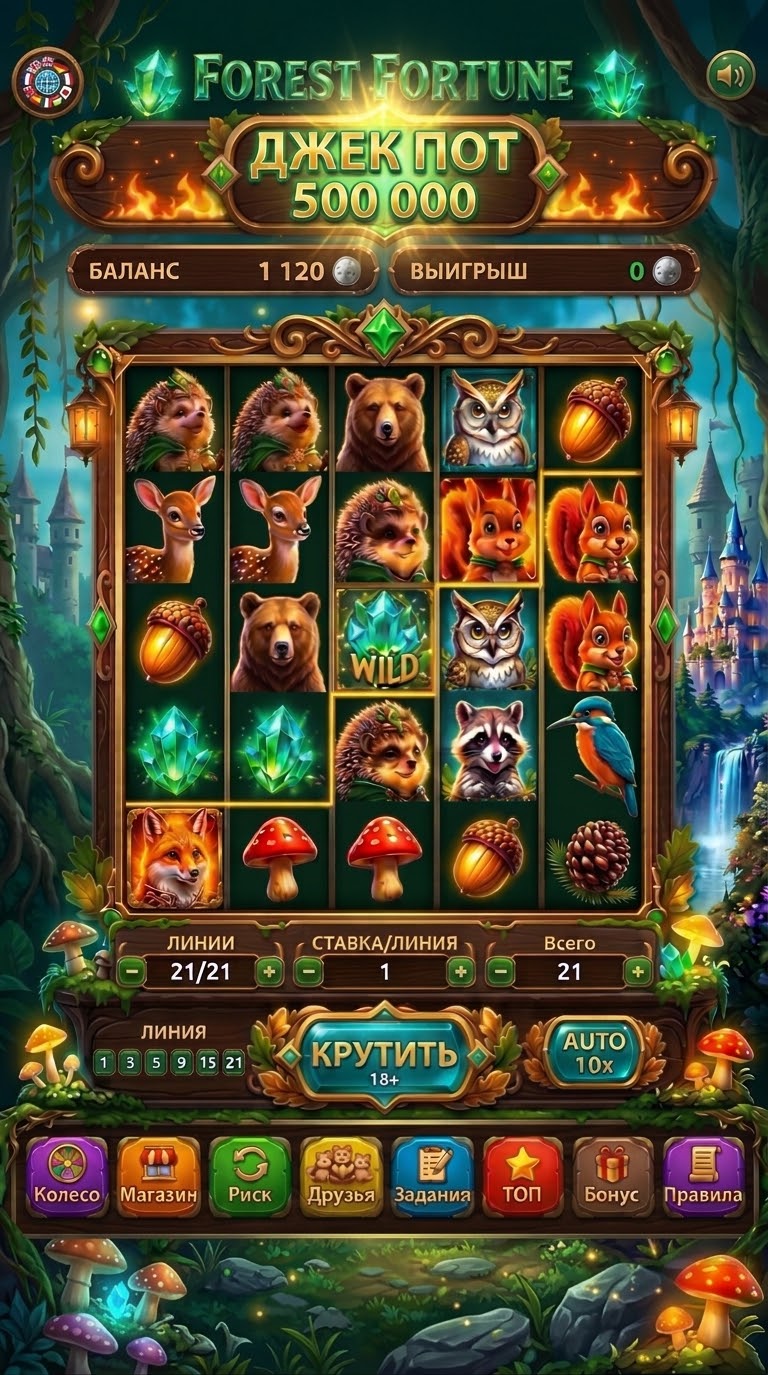 FOREST FORTUNE
ДЖЕК ПОТ
500 000
БАЛАНС 1 120
ВЫИГРЫШ 0
WILD
ЛИНИИ
− 21/21 +
СТАВКА/ЛИНИЯ
− 1 +
Всего
− 21 +
ЛИНИЯ
1 3 5 9 15 21
КРУТИТЬ
18+
AUTO
10x
Колесо
Магазин
Риск
Друзья
Задания
ТОП
Бонус
Правила